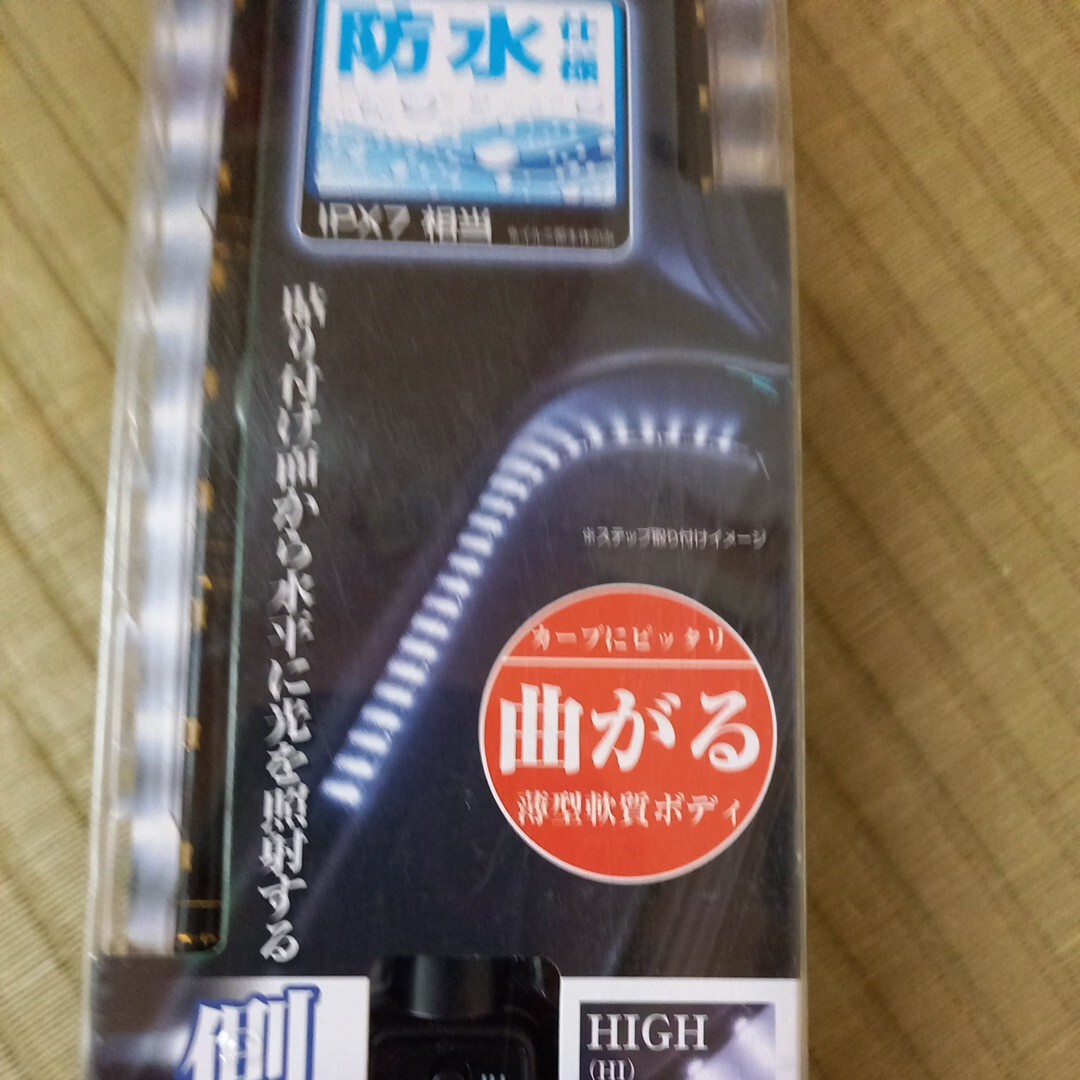 防水仕様
IPX7 相当
貼り付け面から水平に光を照射する
※ステップ取り付けイメージ
カーブにピッタリ
曲がる
薄型軟質ボディ
側
HIGH
(HI)